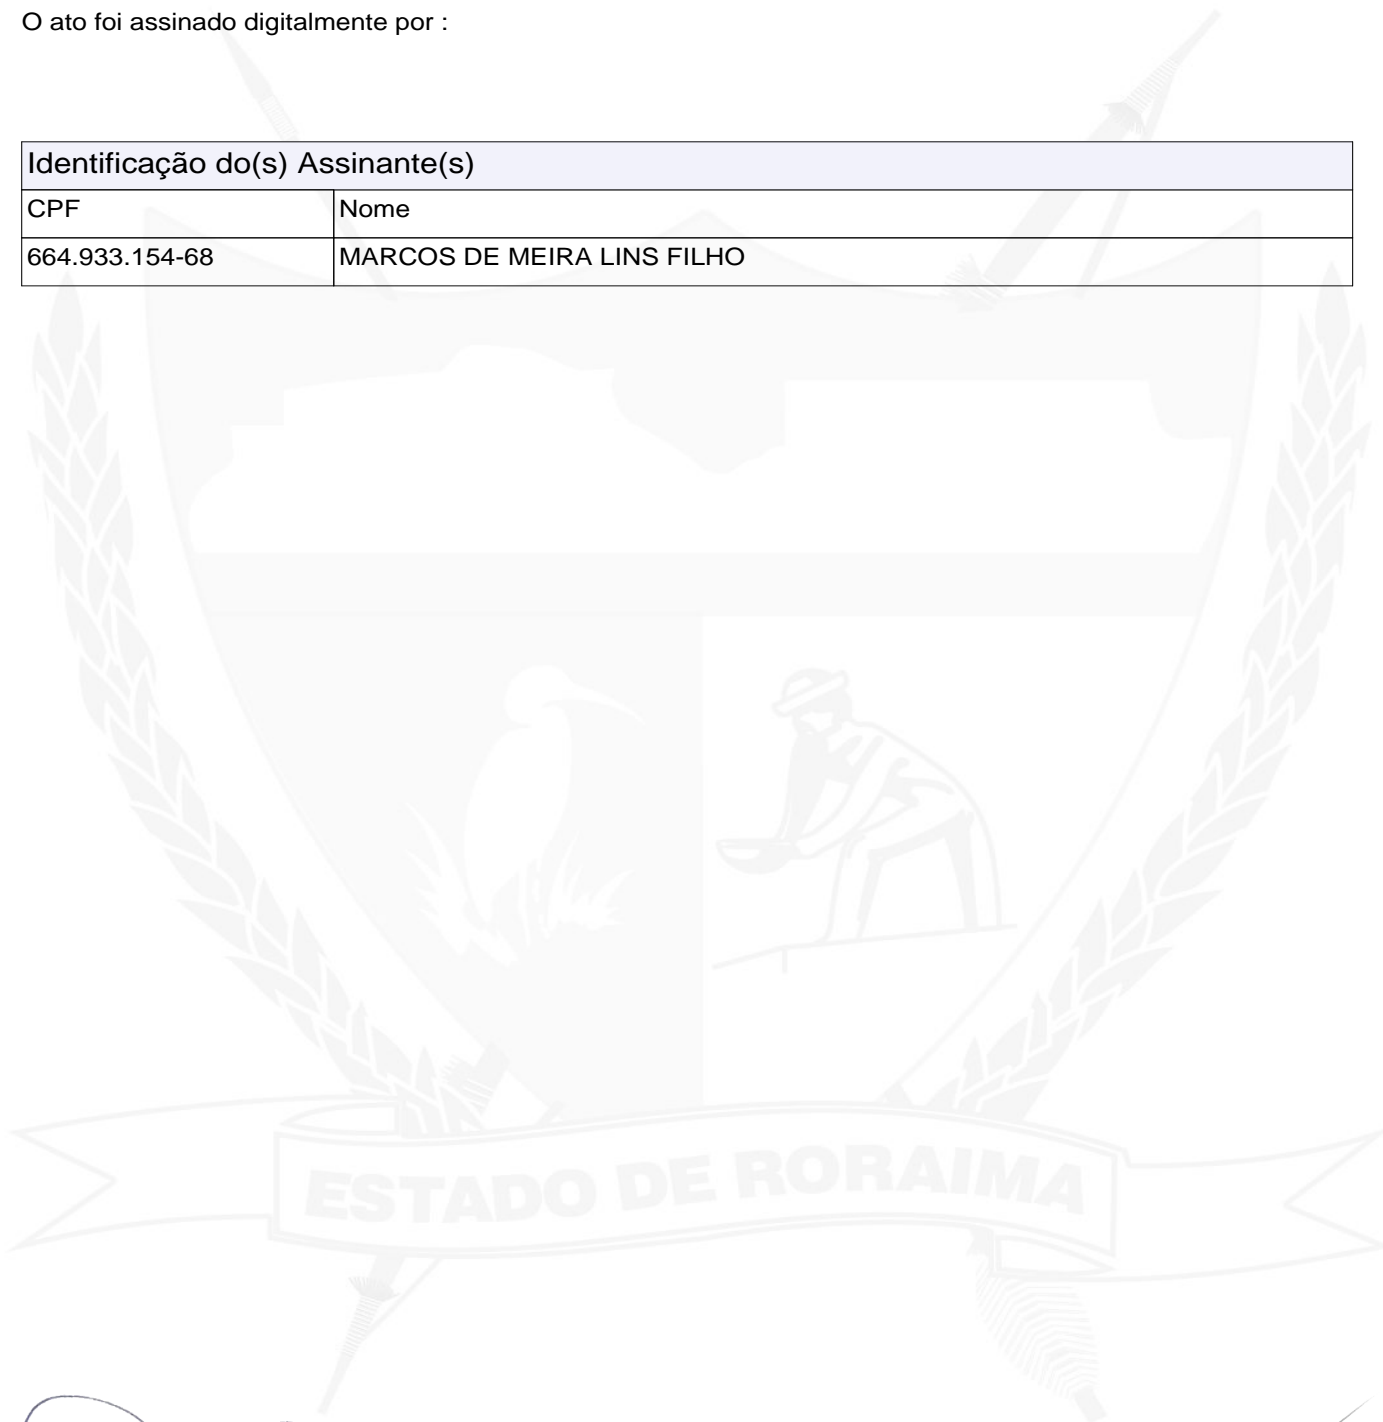 O ato foi assinado digitalmente por :
Identificação do(s) Assinante(s)
CPF Nome
664.933.154-68 MARCOS DE MEIRA LINS FILHO
ESTADO DE RORAIMA